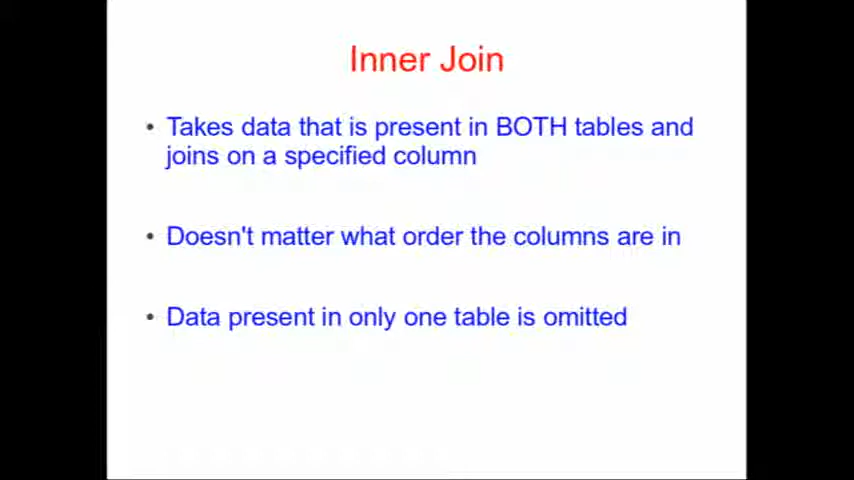 Inner Join
• Takes data that is present in BOTH tables and
joins on a specified column
• Doesn't matter what order the columns are in
• Data present in only one table is omitted